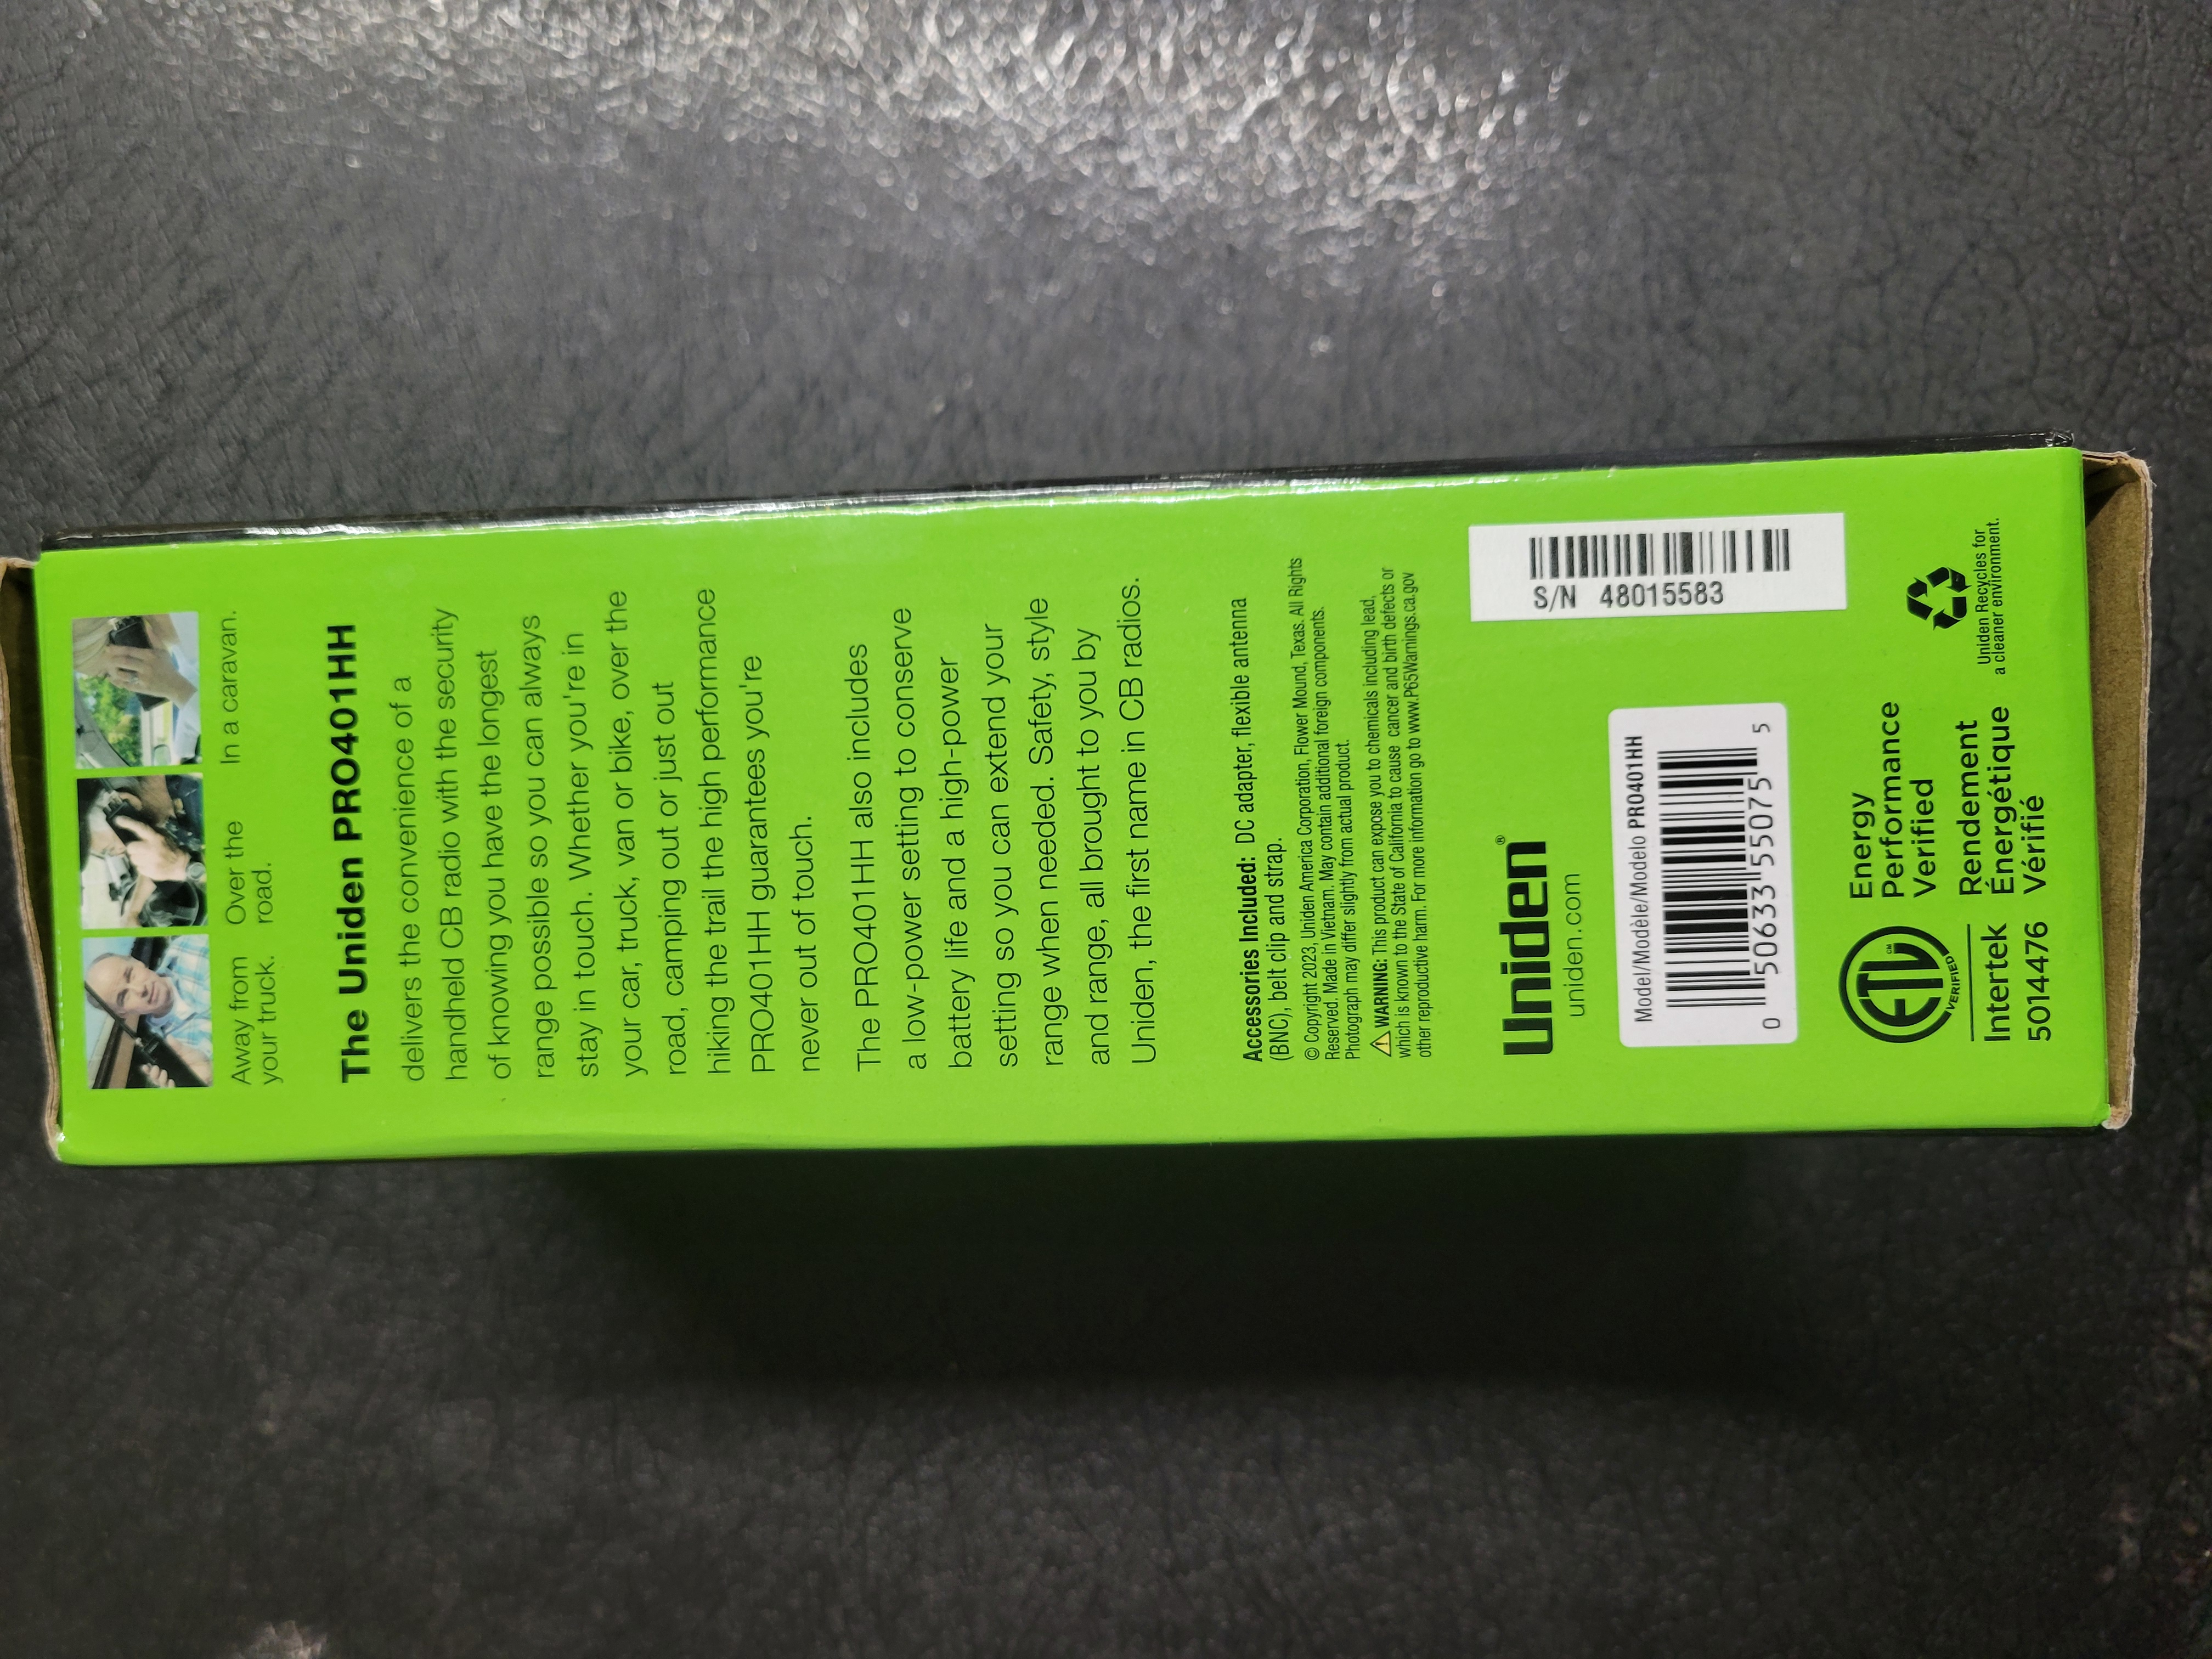 Away from
your truck.
Over the
road.
In a caravan.
The Uniden PRO401HH
delivers the convenience of a
handheld CB radio with the security
of knowing you have the longest
range possible so you can always
stay in touch. Whether you're in
your car, truck, van or bike, over the
road, camping out or just out
hiking the trail the high performance
PRO401HH guarantees you're
never out of touch.
The PRO401HH also includes
a low-power setting to conserve
battery life and a high-power
setting so you can extend your
range when needed. Safety, style
and range, all brought to you by
Uniden, the first name in CB radios.
Accessories Included: DC adapter, flexible antenna
(BNC), belt clip and strap.
© Copyright 2023, Uniden America Corporation, Flower Mound, Texas. All Rights
Reserved. Made in Vietnam. May contain additional foreign components.
Photograph may differ slightly from actual product.
⚠ WARNING: This product can expose you to chemicals including lead,
which is known to the State of California to cause cancer and birth defects or
other reproductive harm. For more information go to www.P65Warnings.ca.gov
Uniden®
uniden.com
S/N 48015583
Model/Modèle/Modelo PRO401HH
0 50633 55075 5
ETL CM
VERIFIED
Intertek
5014476
Energy
Performance
Verified
Rendement
Énergétique
Vérifié
Uniden Recycles for
a cleaner environment.